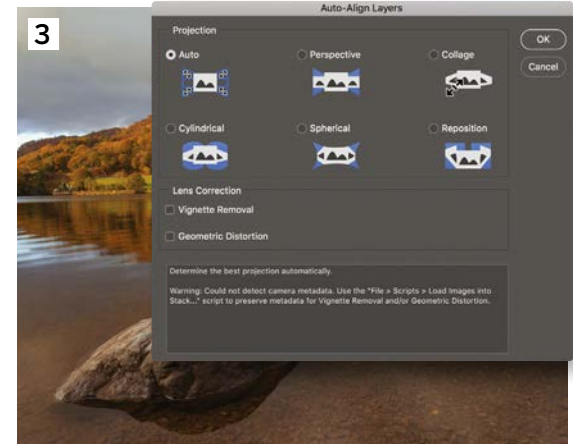 3
Auto-Align Layers
Projection
Auto
Perspective
Collage
OK
Cancel
Cylindrical
Spherical
Reposition
Lens Correction
Vignette Removal
Geometric Distortion
Determine the best projection automatically.
Warning: Could not detect camera metadata. Use the "File > Scripts > Load Images into
Stack..." script to preserve metadata for Vignette Removal and/or Geometric Distortion.